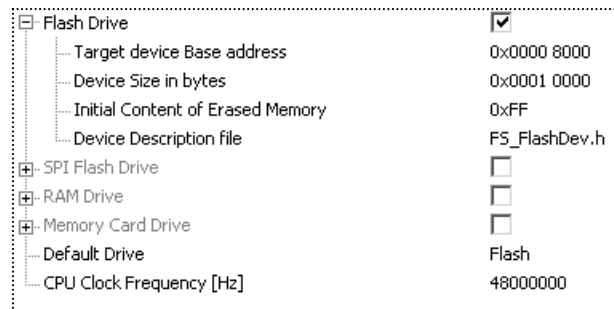 Flash Drive
Target device Base address 0x0000 8000
Device Size in bytes 0x0001 0000
Initial Content of Erased Memory 0xFF
Device Description file FS_FlashDev.h
SPI Flash Drive
RAM Drive
Memory Card Drive
Default Drive Flash
CPU Clock Frequency [Hz] 48000000